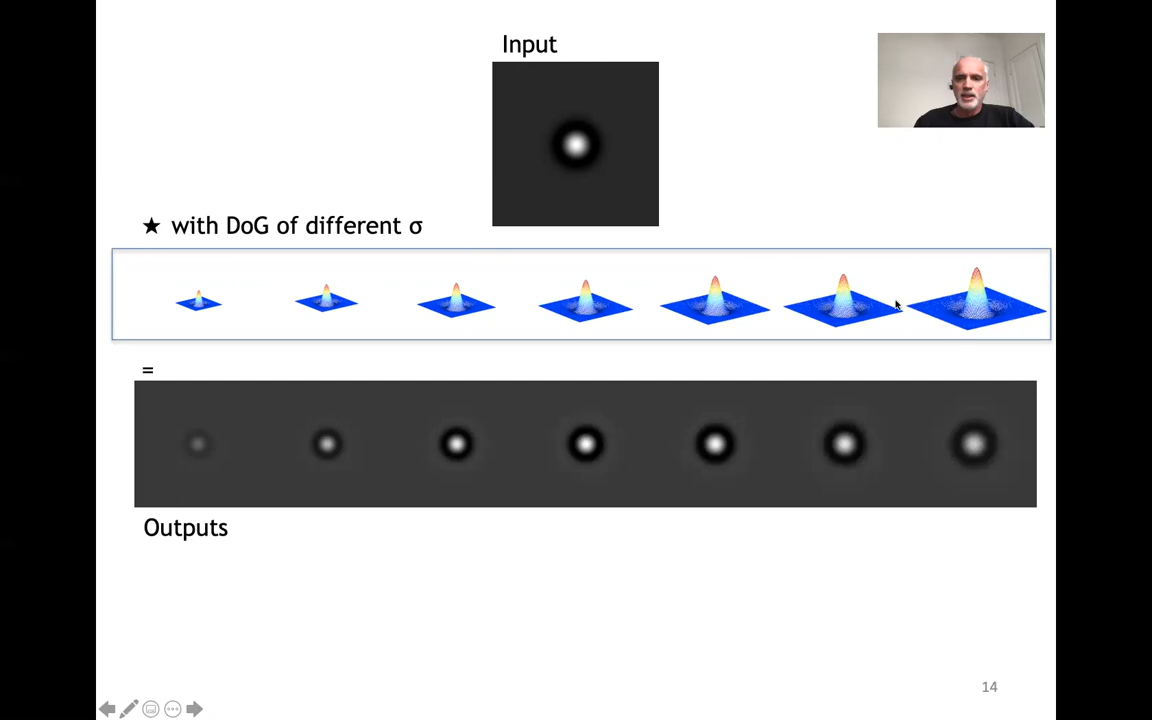 Input
★ with DoG of different σ
=
Outputs
14